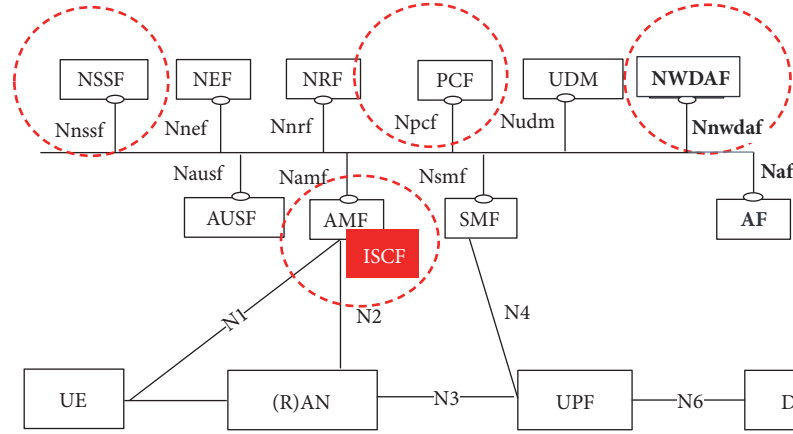 NSSF
NEF
NRF
PCF
UDM
NWDAF
Nnssf
Nnef
Nnrf
Npcf
Nudm
Nnwdaf
Nausf
Namf
Nsmf
Naf
AUSF
AMF
SMF
AF
ISCF
N1
N2
N4
UE
(R)AN
N3
UPF
N6
D